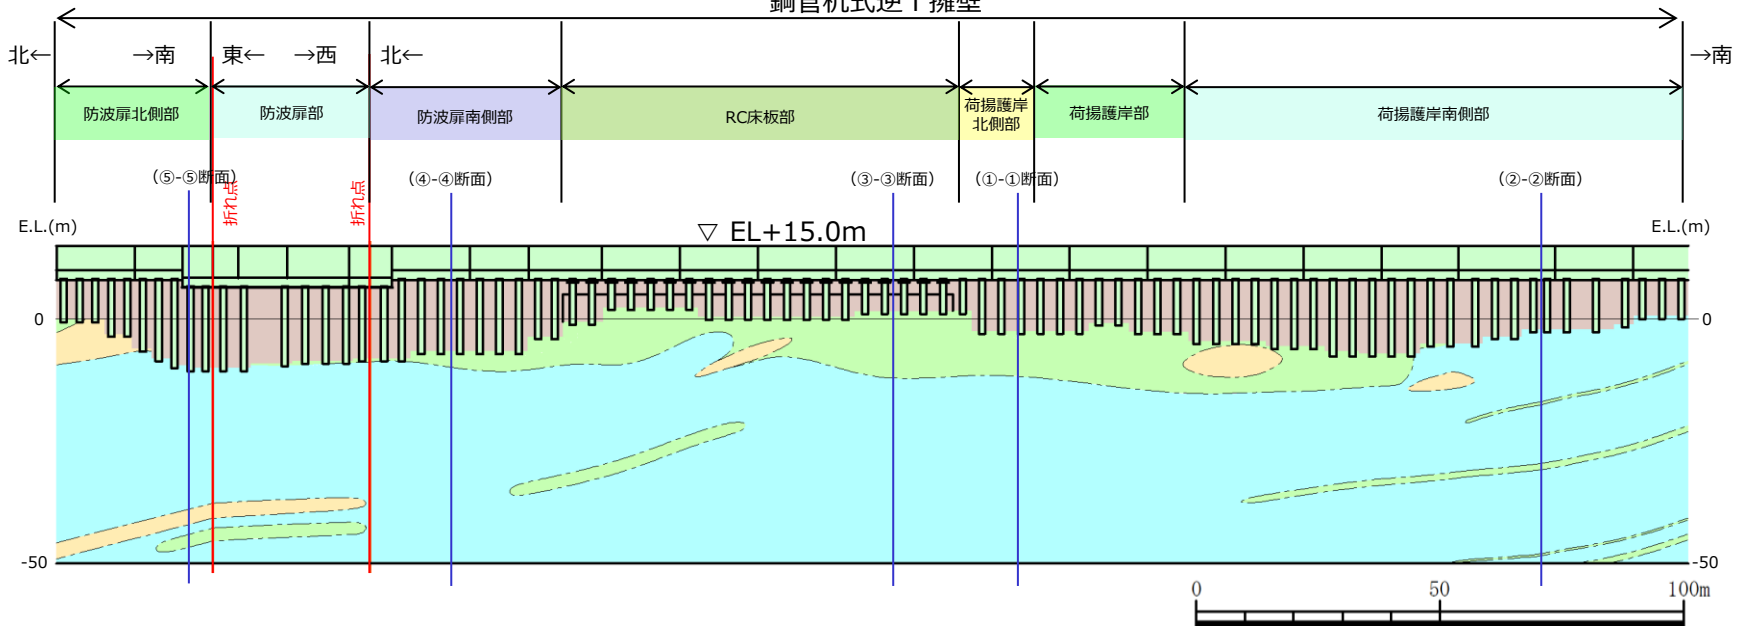 鋼管杭式逆T擁壁
北← →南 東← →西 北← →南
防波扉北側部 防波扉部 防波扉南側部 RC床板部 荷揚護岸
北側部 荷揚護岸部 荷揚護岸南側部
(⑤-⑤断面) (④-④断面) (③-③断面) (①-①断面) (②-②断面)
折れ点 折れ点
E.L.(m) ▽ EL+15.0m E.L.(m)
0 0
-50 -50
0 50 100m